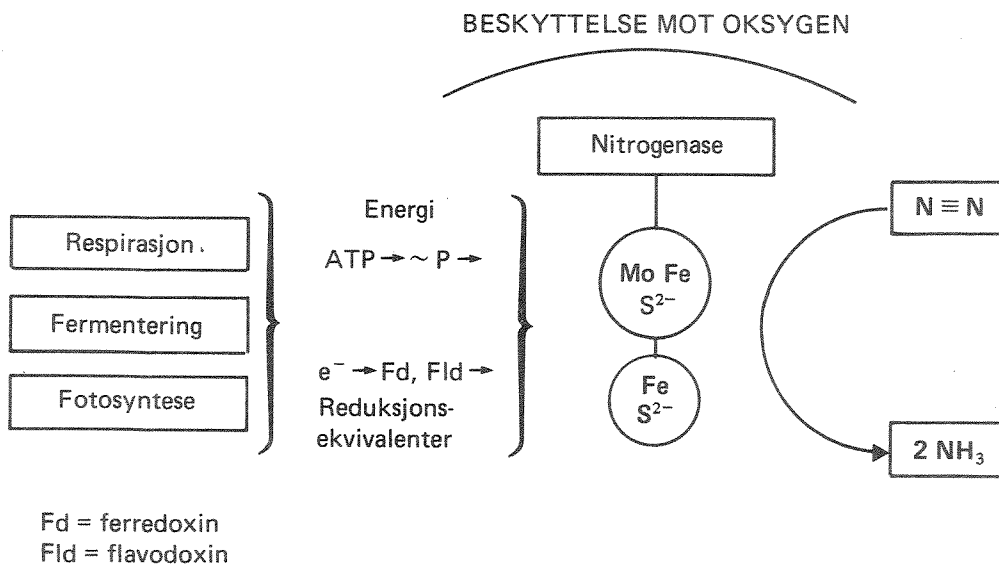 BESKYTTELSE MOT OKSYGEN
Nitrogenase
Respirasjon.
Fermentering
Fotosyntese
Energi
ATP → ~ P →
e⁻ → Fd, Fld →
Reduksjons-
ekvivalenter
Mo Fe
S²⁻
Fe
S²⁻
N ≡ N
2 NH₃
Fd = ferredoxin
Fld = flavodoxin